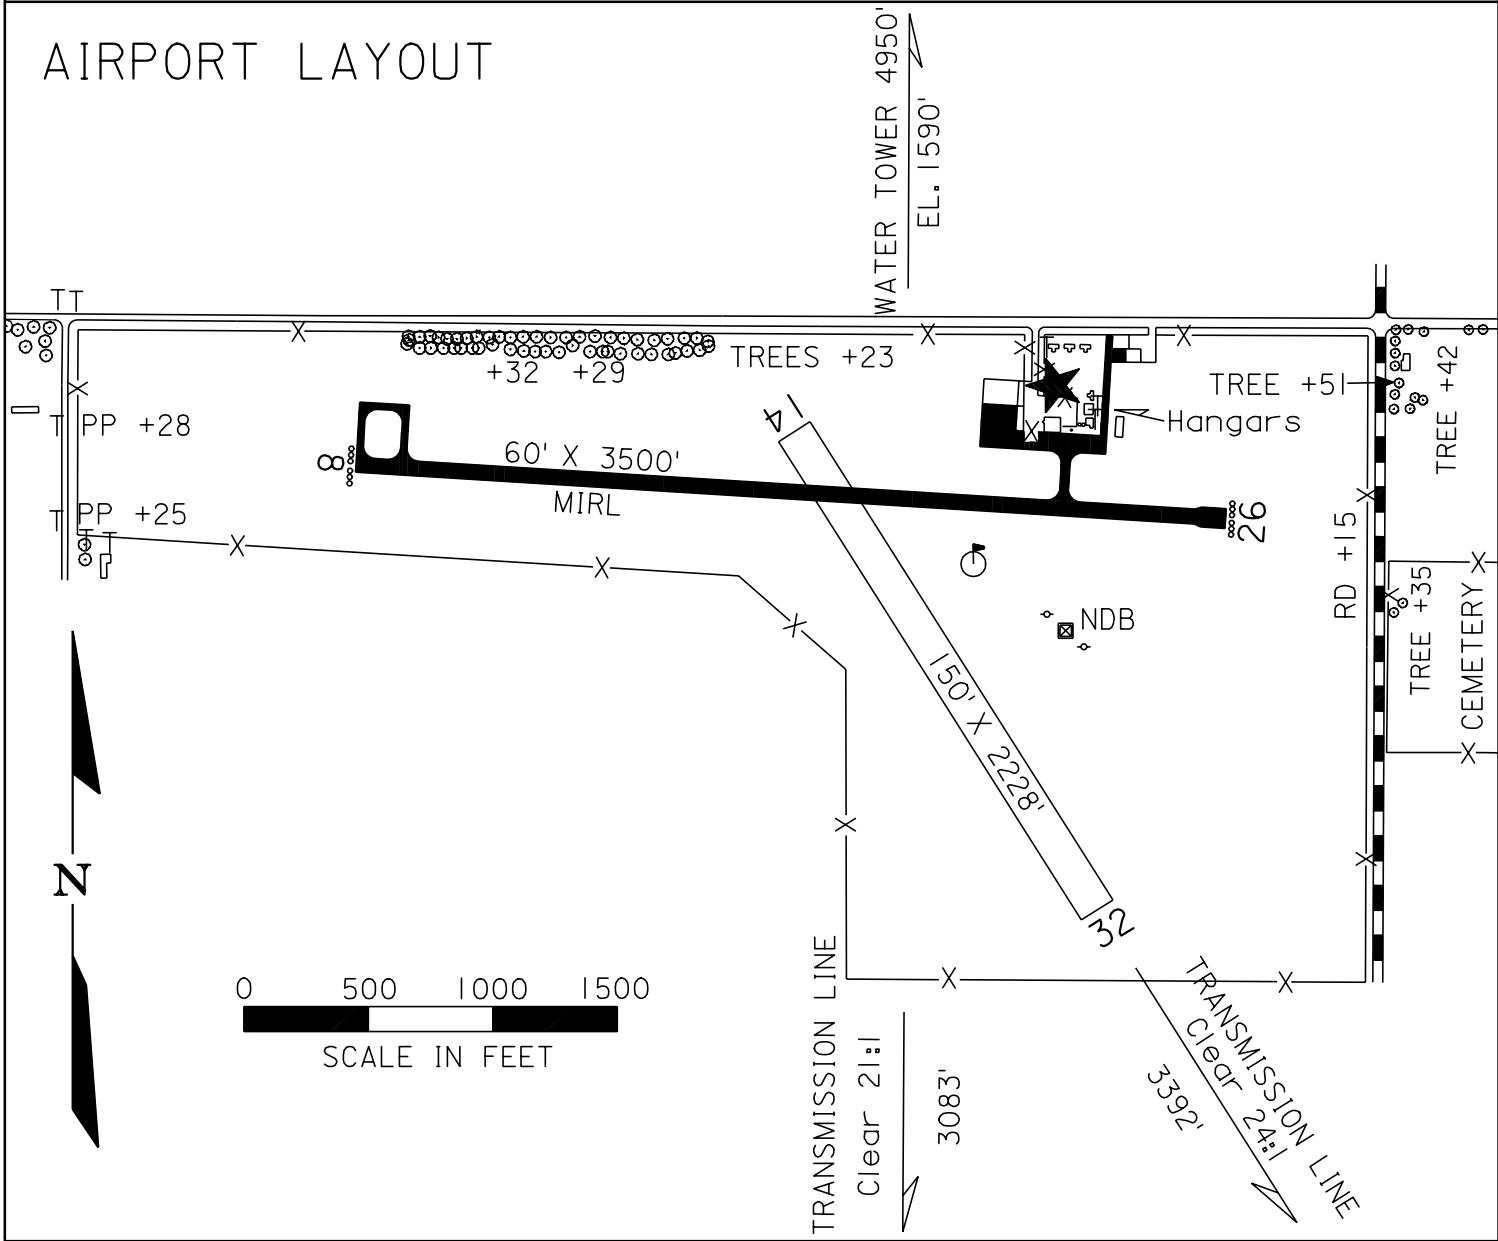 AIRPORT LAYOUT
WATER TOWER 4950'
EL. 1590'
TT
TREES +23
+32 +29
TREE +51
TREE +42
Hangars
T PP +28
14
8
60' X 3500'
MIRL
26
T PP +25
T T
RD +15
NDB
TREE +35
CEMETERY
150' X 2228'
N
32
0 500 1000 1500
SCALE IN FEET
TRANSMISSION LINE
Clear 21:1
3083'
TRANSMISSION LINE
Clear 24:1
3392'